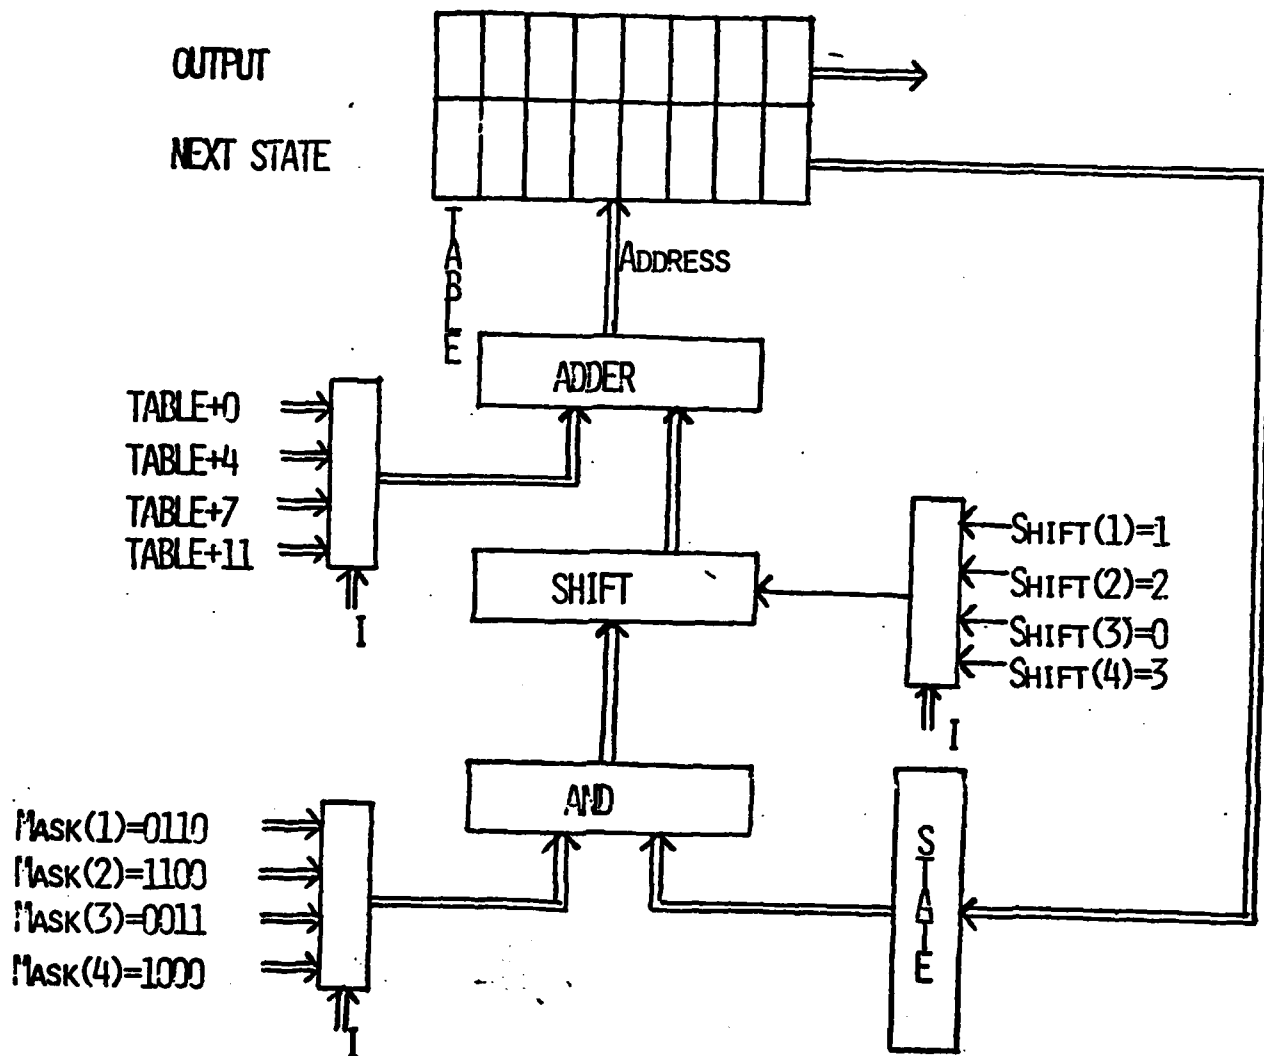 OUTPUT
NEXT STATE
TABLE
ADDRESS
ADDER
TABLE+0
TABLE+4
TABLE+7
TABLE+11
I
SHIFT
SHIFT(1)=1
SHIFT(2)=2
SHIFT(3)=0
SHIFT(4)=3
I
AND
MASK(1)=0110
MASK(2)=1100
MASK(3)=0011
MASK(4)=1000
I
STATE